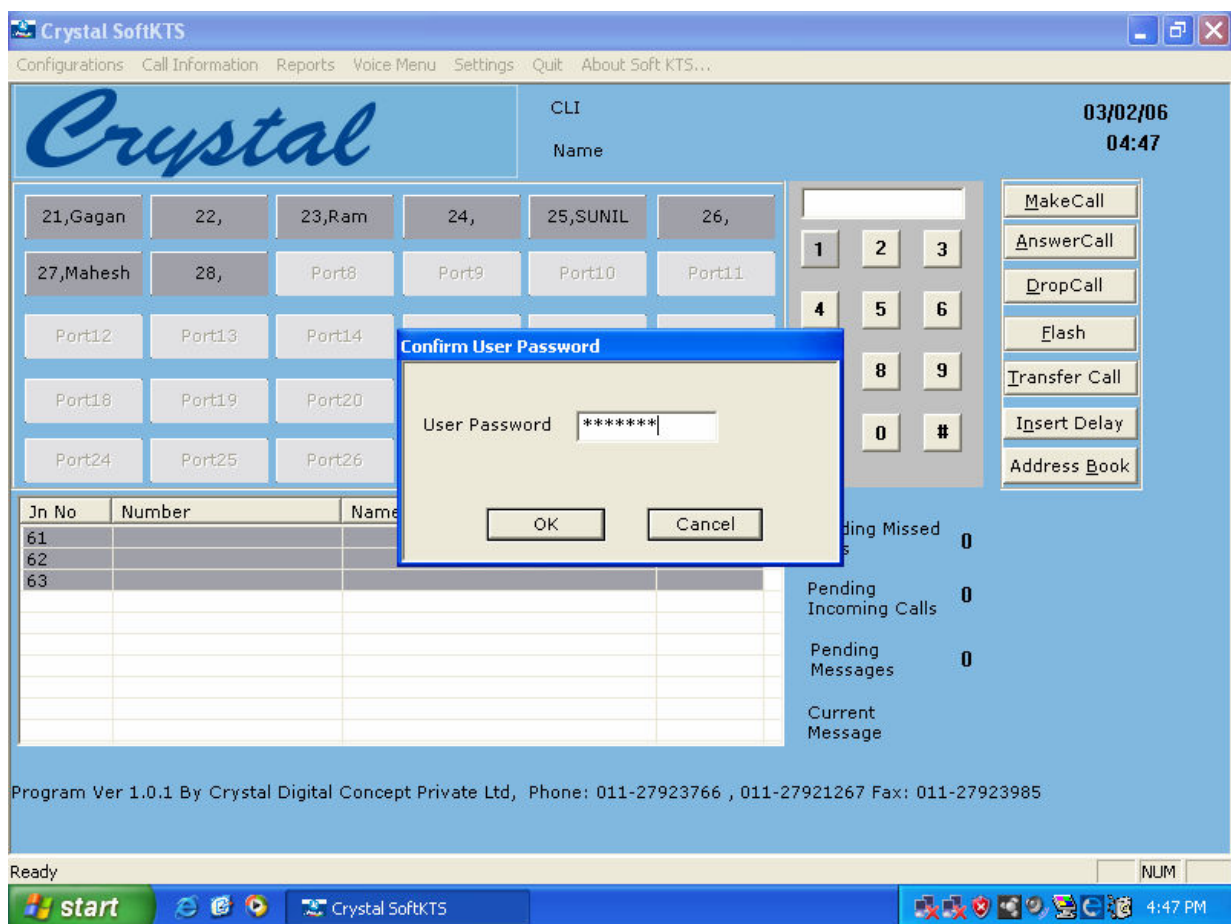 Crystal SoftKTS
Configurations Call Information Reports Voice Menu Settings Quit About Soft KTS...
Crystal
CLI
03/02/06
Name
04:47
21,Gagan 22, 23,Ram 24, 25,SUNIL 26,
MakeCall
1 2 3
AnswerCall
27,Mahesh 28, Port8 Port9 Port10 Port11
DropCall
4 5 6
Port12 Port13 Port14
Flash
Confirm User Password
8 9
Transfer Call
Port18 Port19 Port20
User Password *******
0 #
Insert Delay
Port24 Port25 Port26
Address Book
Jn No Number Name
OK Cancel
61
62
63
Missed
0
Pending
Incoming Calls 0
Pending
Messages 0
Current
Message
Program Ver 1.0.1 By Crystal Digital Concept Private Ltd, Phone: 011-27923766 , 011-27921267 Fax: 011-27923985
Ready NUM
start Crystal SoftKTS 4:47 PM